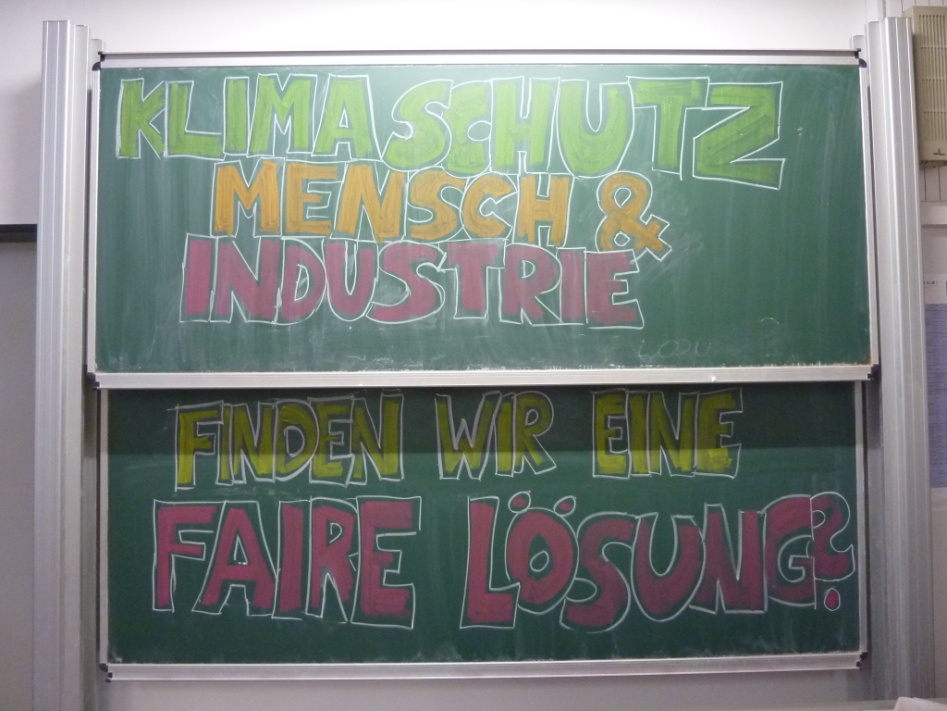 KLIMASCHUTZ
MENSCH &
INDUSTRIE
FINDEN WIR EINE
FAIRE LÖSUNG?